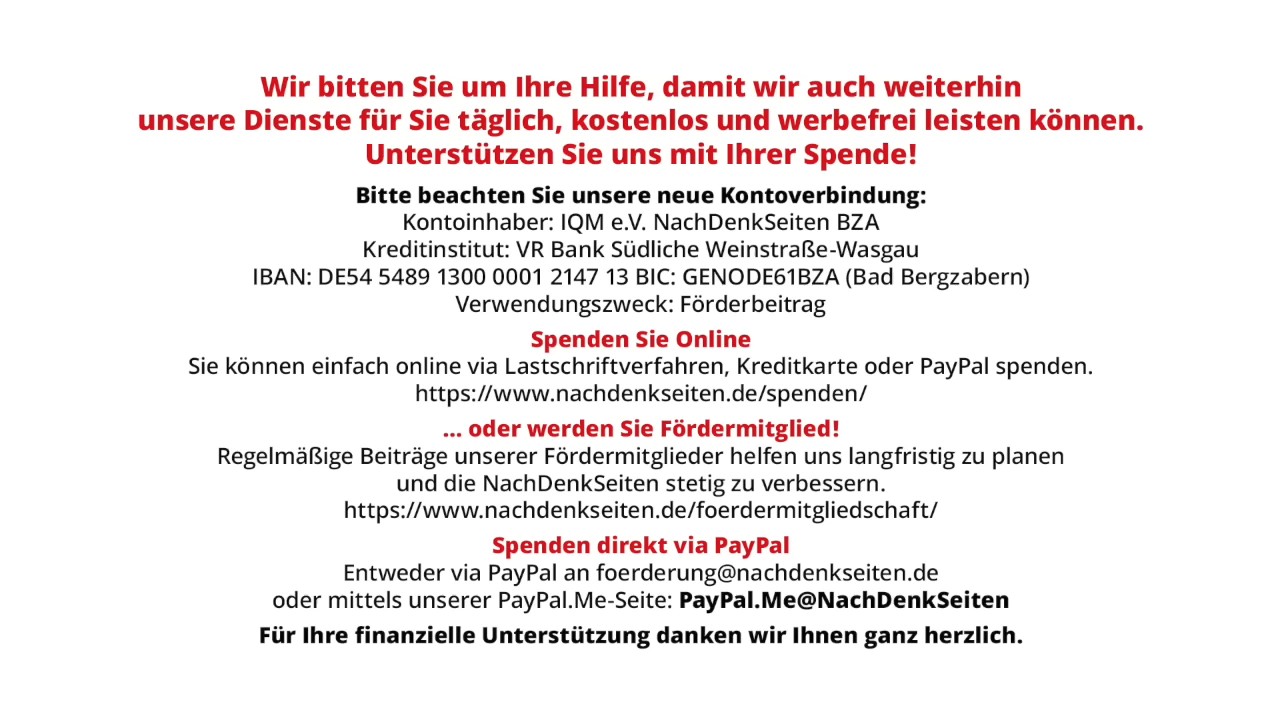 Wir bitten Sie um Ihre Hilfe, damit wir auch weiterhin
unsere Dienste für Sie täglich, kostenlos und werbefrei leisten können.
Unterstützen Sie uns mit Ihrer Spende!
Bitte beachten Sie unsere neue Kontoverbindung:
Kontoinhaber: IQM e.V. NachDenkSeiten BZA
Kreditinstitut: VR Bank Südliche Weinstraße-Wasgau
IBAN: DE54 5489 1300 0001 2147 13 BIC: GENODE61BZA (Bad Bergzabern)
Verwendungszweck: Förderbeitrag
Spenden Sie Online
Sie können einfach online via Lastschriftverfahren, Kreditkarte oder PayPal spenden.
https://www.nachdenkseiten.de/spenden/
... oder werden Sie Fördermitglied!
Regelmäßige Beiträge unserer Fördermitglieder helfen uns langfristig zu planen
und die NachDenkSeiten stetig zu verbessern.
https://www.nachdenkseiten.de/foerdermitgliedschaft/
Spenden direkt via PayPal
Entweder via PayPal an foerderung@nachdenkseiten.de
oder mittels unserer PayPal.Me-Seite: PayPal.Me@NachDenkSeiten
Für Ihre finanzielle Unterstützung danken wir Ihnen ganz herzlich.